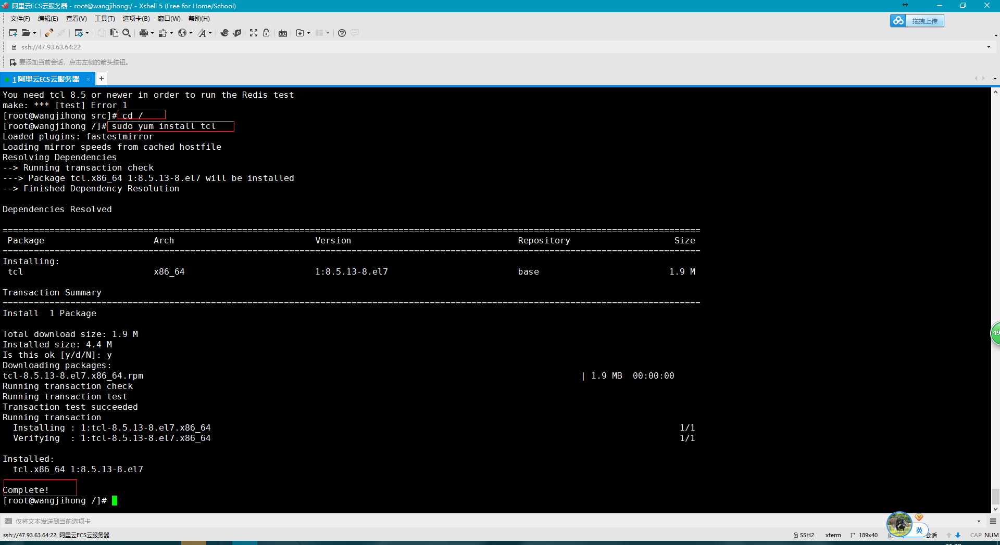 阿里云ECS云服务器 - root@wangjihong:/ - Xshell 5 (Free for Home/School)
文件(F) 编辑(E) 查看(V) 工具(T) 选项卡(B) 窗口(W) 帮助(H)
拖拽上传
ssh://47.93.63.64:22
要添加当前会话，点击左侧的箭头按钮。
1 阿里云ECS云服务器
You need tcl 8.5 or newer in order to run the Redis test
make: *** [test] Error 1
[root@wangjihong src]# cd /
[root@wangjihong /]# sudo yum install tcl
Loaded plugins: fastestmirror
Loading mirror speeds from cached hostfile
Resolving Dependencies
--> Running transaction check
---> Package tcl.x86_64 1:8.5.13-8.el7 will be installed
--> Finished Dependency Resolution
Dependencies Resolved
======================================================================================================================================
Package Arch Version Repository Size
======================================================================================================================================
Installing:
tcl x86_64 1:8.5.13-8.el7 base 1.9 M
Transaction Summary
======================================================================================================================================
Install  1 Package
Total download size: 1.9 M
Installed size: 4.4 M
Is this ok [y/d/N]: y
Downloading packages:
tcl-8.5.13-8.el7.x86_64.rpm | 1.9 MB  00:00:00
Running transaction check
Running transaction test
Transaction test succeeded
Running transaction
Installing : 1:tcl-8.5.13-8.el7.x86_64 1/1
Verifying  : 1:tcl-8.5.13-8.el7.x86_64 1/1
Installed:
tcl.x86_64 1:8.5.13-8.el7
Complete!
[root@wangjihong /]#
49
仅将文本发送到当前选项卡
英
ssh://47.93.63.64:22, 阿里云ECS云服务器 SSH2 xterm 189x40 会话 CAP NUM